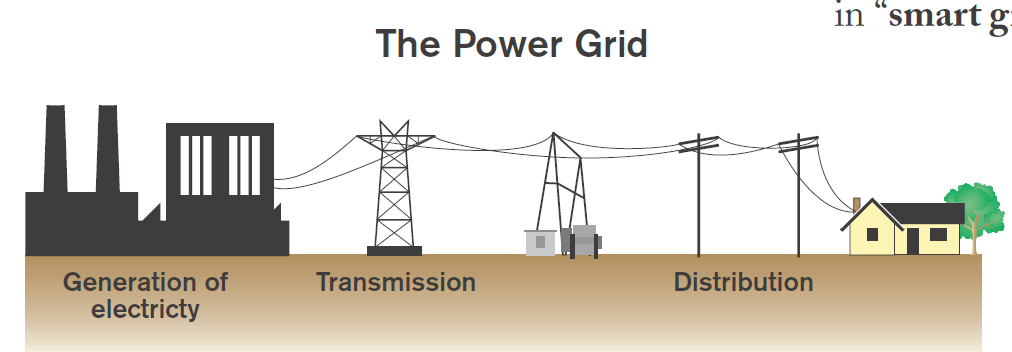 in “smart g
The Power Grid
Generation of
electricty
Transmission
Distribution